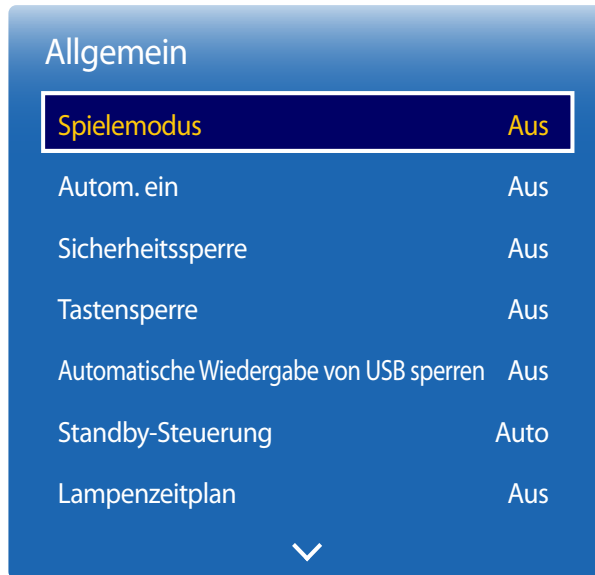 Allgemein
Spielemodus Aus
Autom. ein Aus
Sicherheitssperre Aus
Tastensperre Aus
Automatische Wiedergabe von USB sperren Aus
Standby-Steuerung Auto
Lampenzeitplan Aus